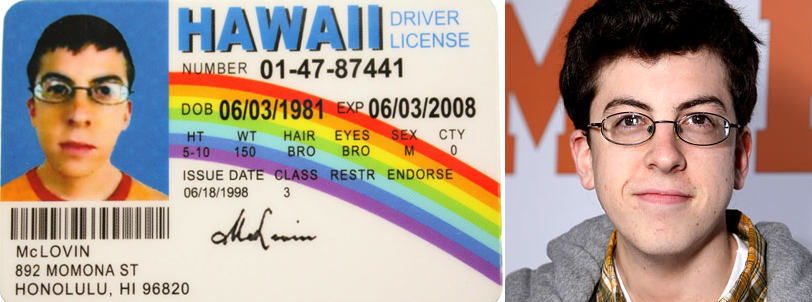 HAWAII DRIVER LICENSE
NUMBER 01-47-87441
DOB 06/03/1981 EXP 06/03/2008
HT WT HAIR EYES SEX CTY
5-10 150 BRO BRO M 0
ISSUE DATE CLASS RESTR ENDORSE
06/18/1998 3
McLovin
McLOVIN
892 MOMONA ST
HONOLULU, HI 96820
M